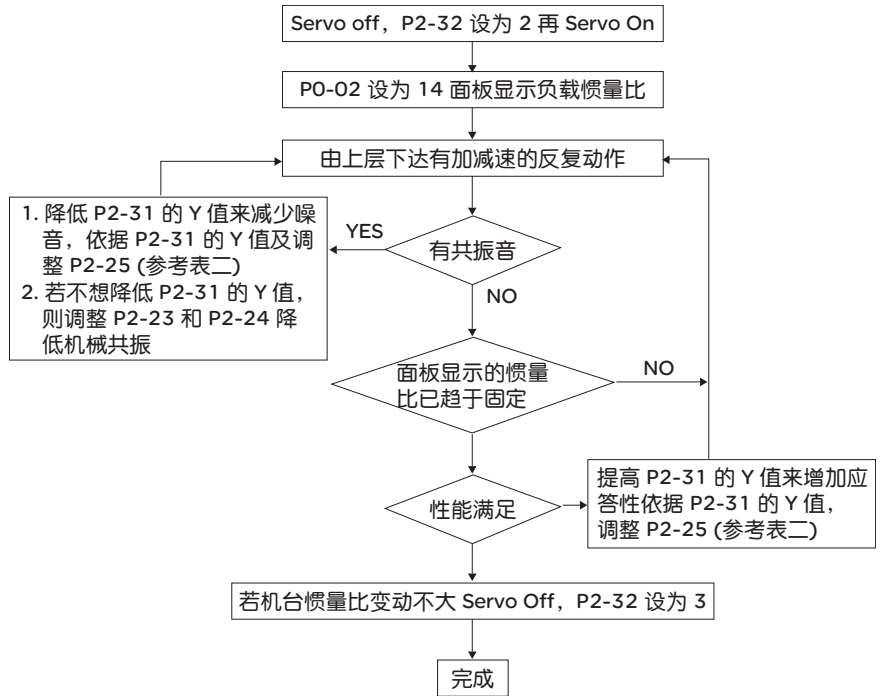 Servo off，P2-32 设为 2 再 Servo On
P0-02 设为 14 面板显示负载惯量比
由上层下达有加减速的反复动作
1. 降低 P2-31 的 Y 值来减少噪
音，依据 P2-31 的 Y 值及调
整 P2-25 (参考表二)
2. 若不想降低 P2-31 的 Y 值，
则调整 P2-23 和 P2-24 降
低机械共振
YES
有共振音
NO
面板显示的惯量
比已趋于固定
NO
性能满足
提高 P2-31 的 Y 值来增加应
答性依据 P2-31 的 Y 值，
调整 P2-25 (参考表二)
若机台惯量比变动不大 Servo Off，P2-32 设为 3
完成